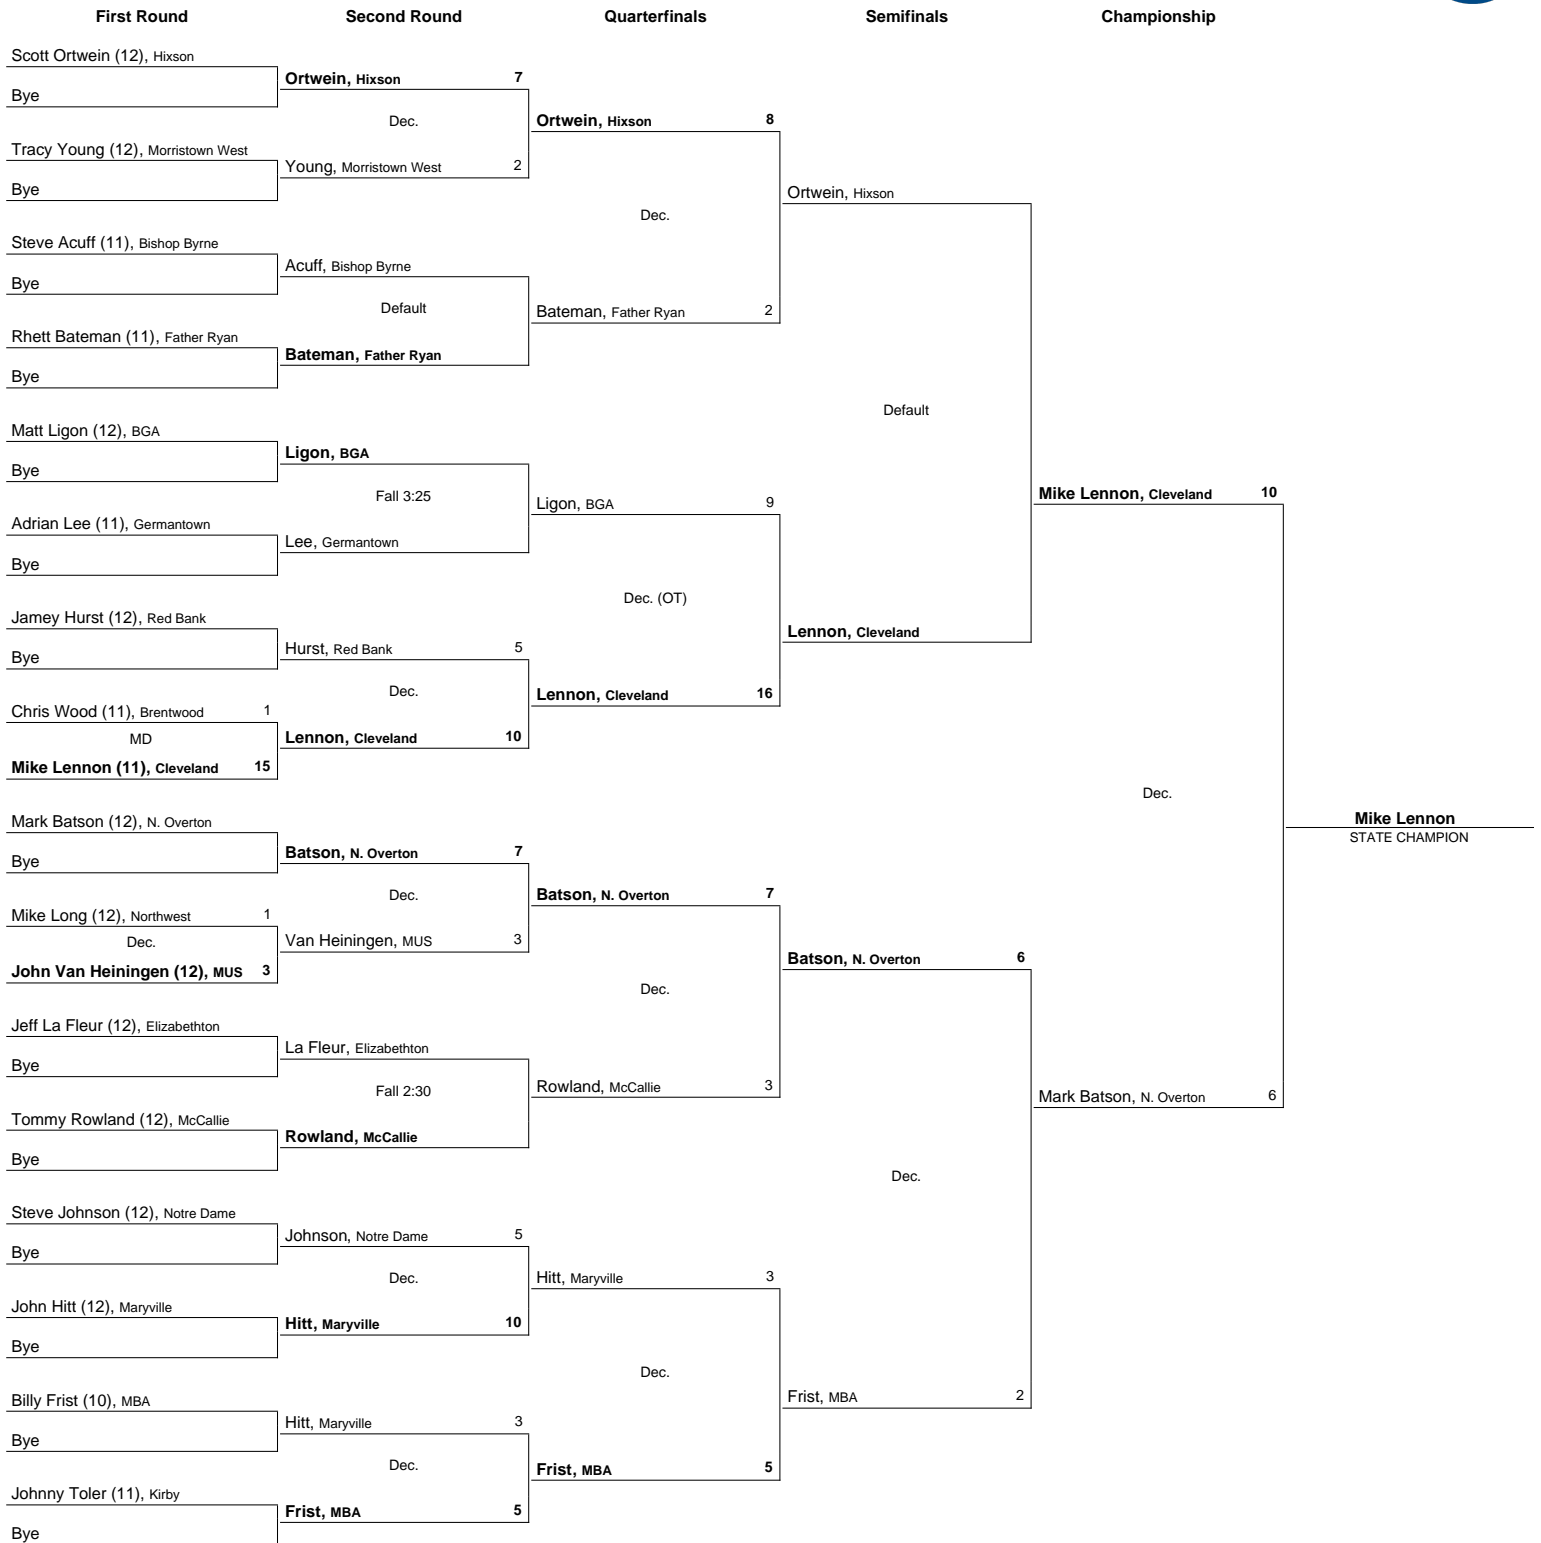 First Round
Second Round
Quarterfinals
Semifinals
Championship
Scott Ortwein (12), Hixson
Bye
Tracy Young (12), Morristown West
Bye
Steve Acuff (11), Bishop Byrne
Bye
Rhett Bateman (11), Father Ryan
Bye
Matt Ligon (12), BGA
Bye
Adrian Lee (11), Germantown
Bye
Jamey Hurst (12), Red Bank
Bye
Chris Wood (11), Brentwood 1
MD
Mike Lennon (11), Cleveland 15
Mark Batson (12), N. Overton
Bye
Mike Long (12), Northwest 1
Dec.
John Van Heiningen (12), MUS 3
Jeff La Fleur (12), Elizabethton
Bye
Tommy Rowland (12), McCallie
Bye
Steve Johnson (12), Notre Dame
Bye
John Hitt (12), Maryville
Bye
Billy Frist (10), MBA
Bye
Johnny Toler (11), Kirby
Bye
Ortwein, Hixson 7
Dec.
Young, Morristown West 2
Acuff, Bishop Byrne
Default
Bateman, Father Ryan
Ligon, BGA
Fall 3:25
Lee, Germantown
Hurst, Red Bank 5
Dec.
Lennon, Cleveland 10
Batson, N. Overton 7
Dec.
Van Heiningen, MUS 3
La Fleur, Elizabethton
Fall 2:30
Rowland, McCallie
Johnson, Notre Dame 5
Dec.
Hitt, Maryville 10
Hitt, Maryville 3
Dec.
Frist, MBA 5
Ortwein, Hixson 8
Dec.
Bateman, Father Ryan 2
Ligon, BGA 9
Dec. (OT)
Lennon, Cleveland 16
Batson, N. Overton 7
Dec.
Rowland, McCallie 3
Hitt, Maryville 3
Dec.
Frist, MBA 5
Ortwein, Hixson
Default
Lennon, Cleveland
Batson, N. Overton 6
Dec.
Frist, MBA 2
Mike Lennon, Cleveland 10
Dec.
Mark Batson, N. Overton 6
Mike Lennon
STATE CHAMPION